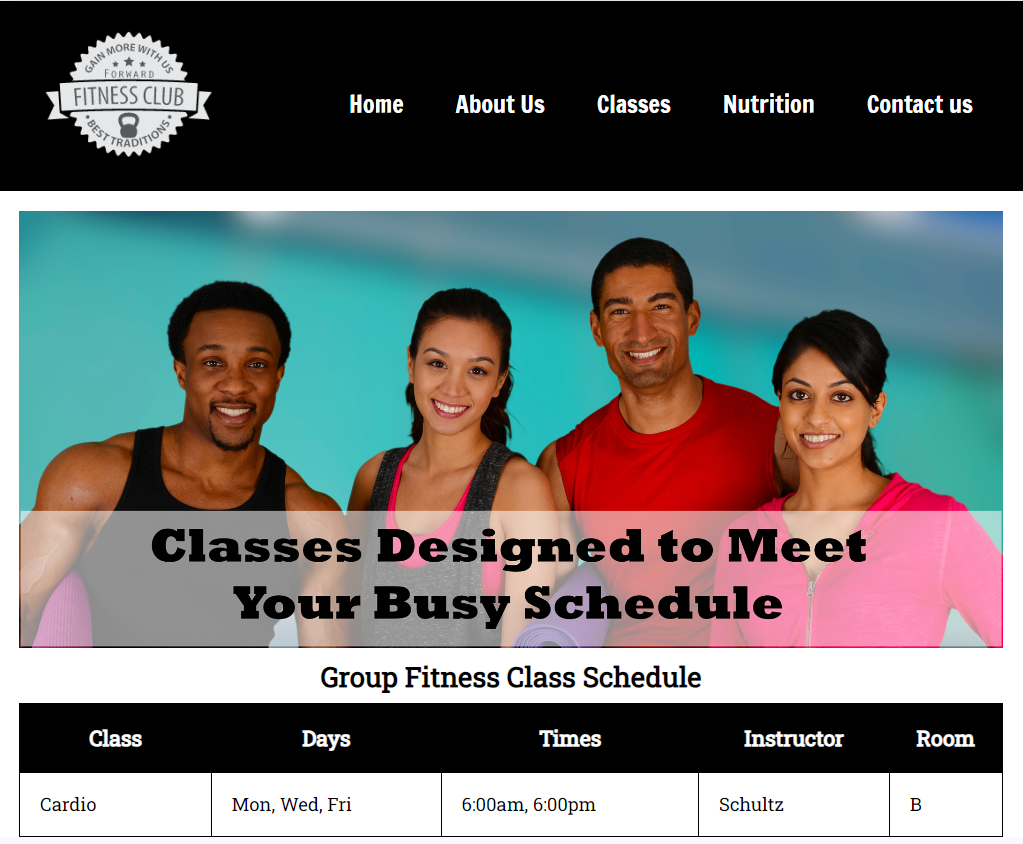 GAIN MORE WITH US
FORWARD
FITNESS CLUB
BEST TRADITIONS
Home About Us Classes Nutrition Contact us
Classes Designed to Meet
Your Busy Schedule
Group Fitness Class Schedule
Class Days Times Instructor Room
Cardio Mon, Wed, Fri 6:00am, 6:00pm Schultz B